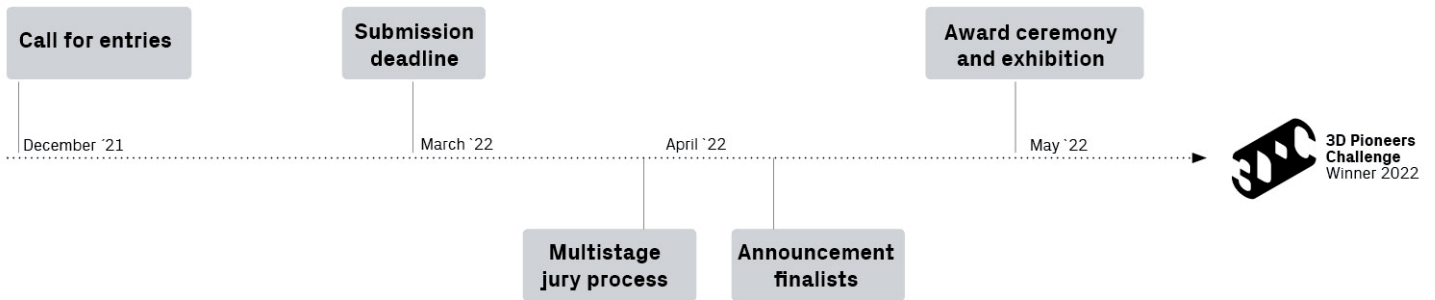 Call for entries
Submission
deadline
Award ceremony
and exhibition
December ´21
March `22
April `22
May `22
3DPC
3D Pioneers
Challenge
Winner 2022
Multistage
jury process
Announcement
finalists